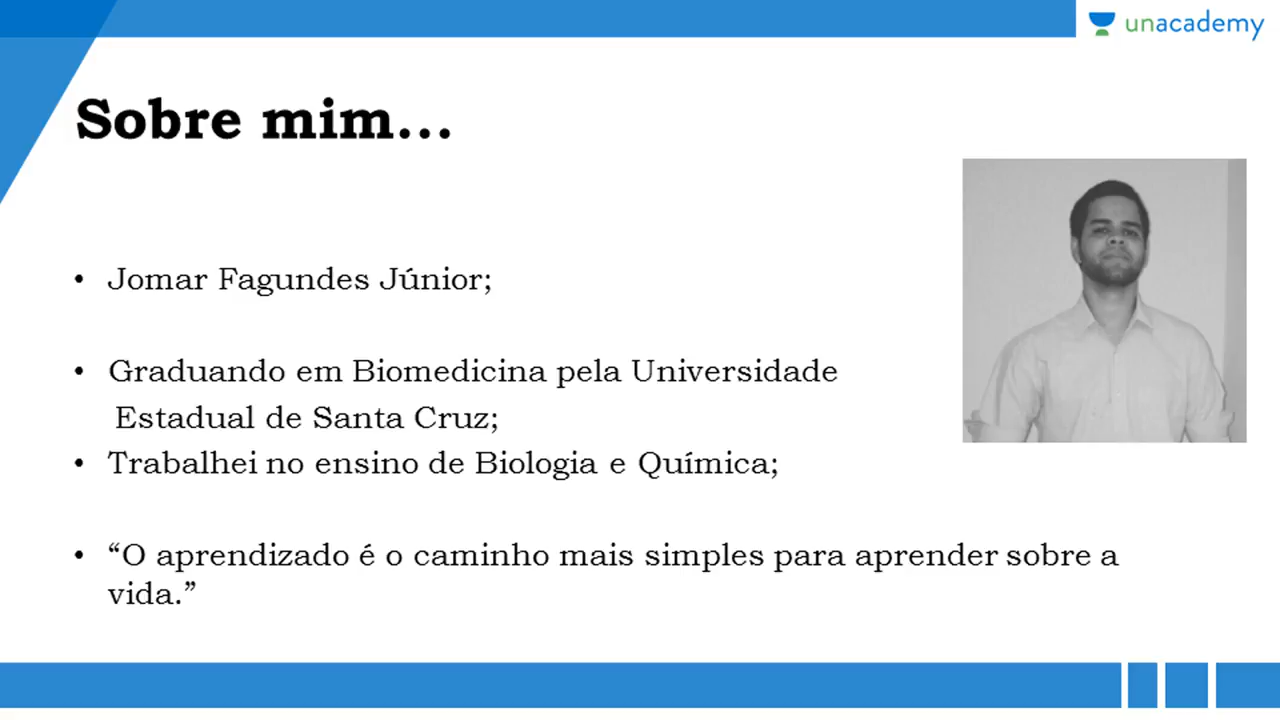 unacademy
Sobre mim...
• Jomar Fagundes Júnior;
• Graduando em Biomedicina pela Universidade
Estadual de Santa Cruz;
• Trabalhei no ensino de Biologia e Química;
• “O aprendizado é o caminho mais simples para aprender sobre a
vida.”